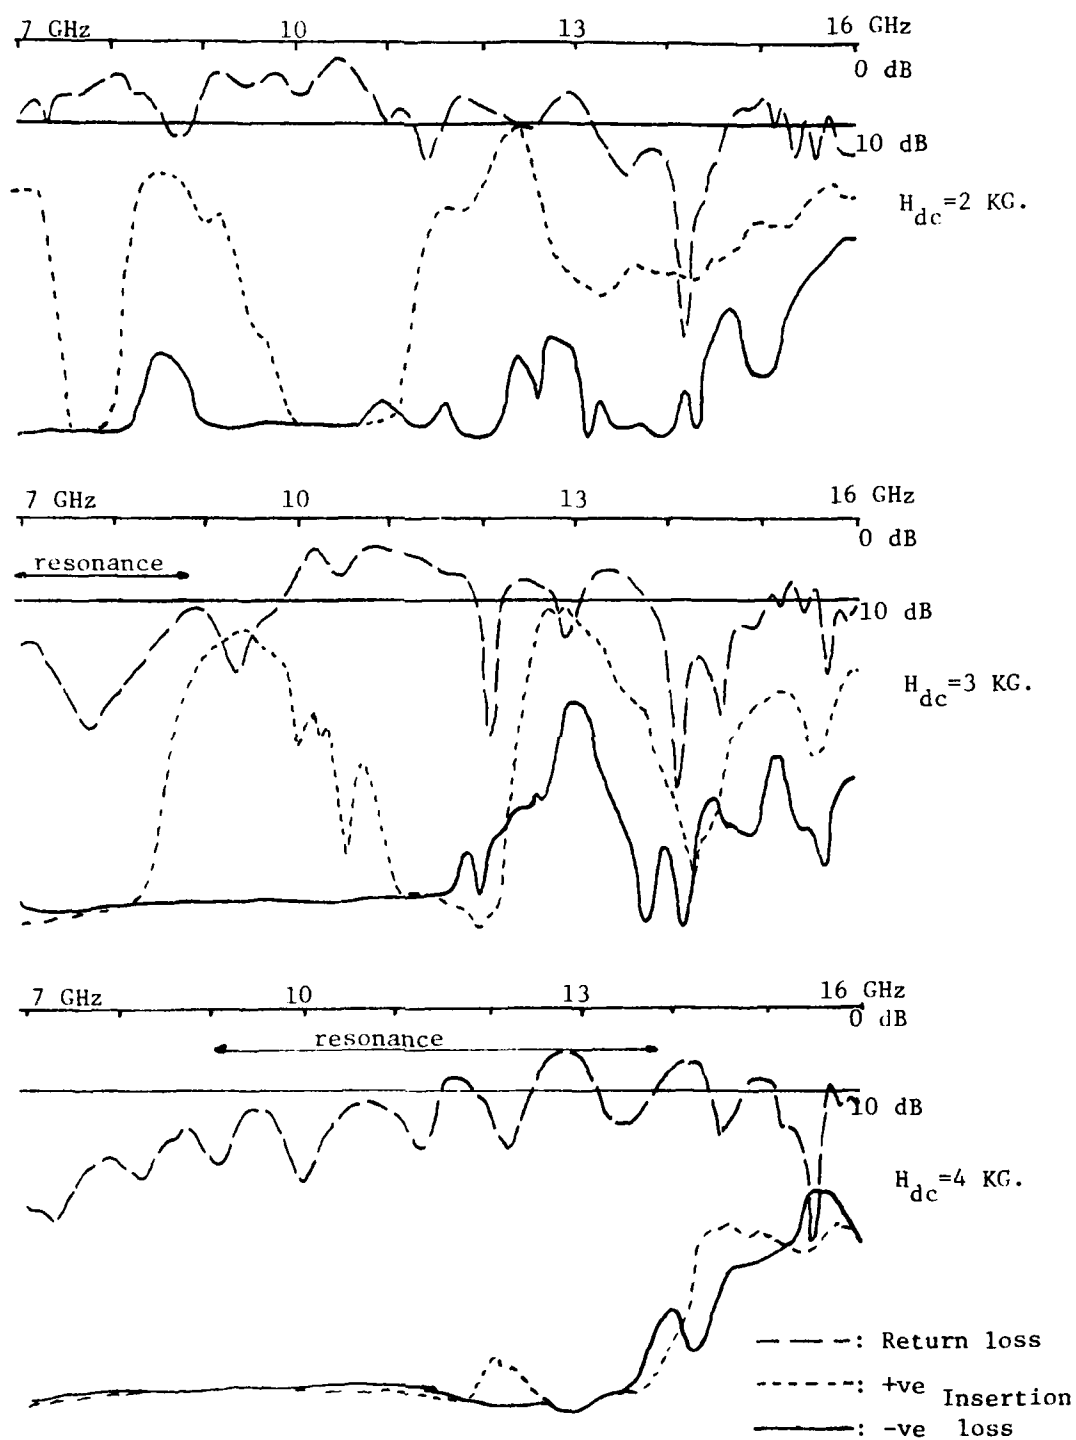 7 GHz 10 13 16 GHz
0 dB
10 dB
H_dc=2 KG.
7 GHz 10 13 16 GHz
0 dB
resonance
10 dB
H_dc=3 KG.
7 GHz 10 13 16 GHz
0 dB
resonance
10 dB
H_dc=4 KG.
: Return loss
: +ve Insertion
: -ve loss